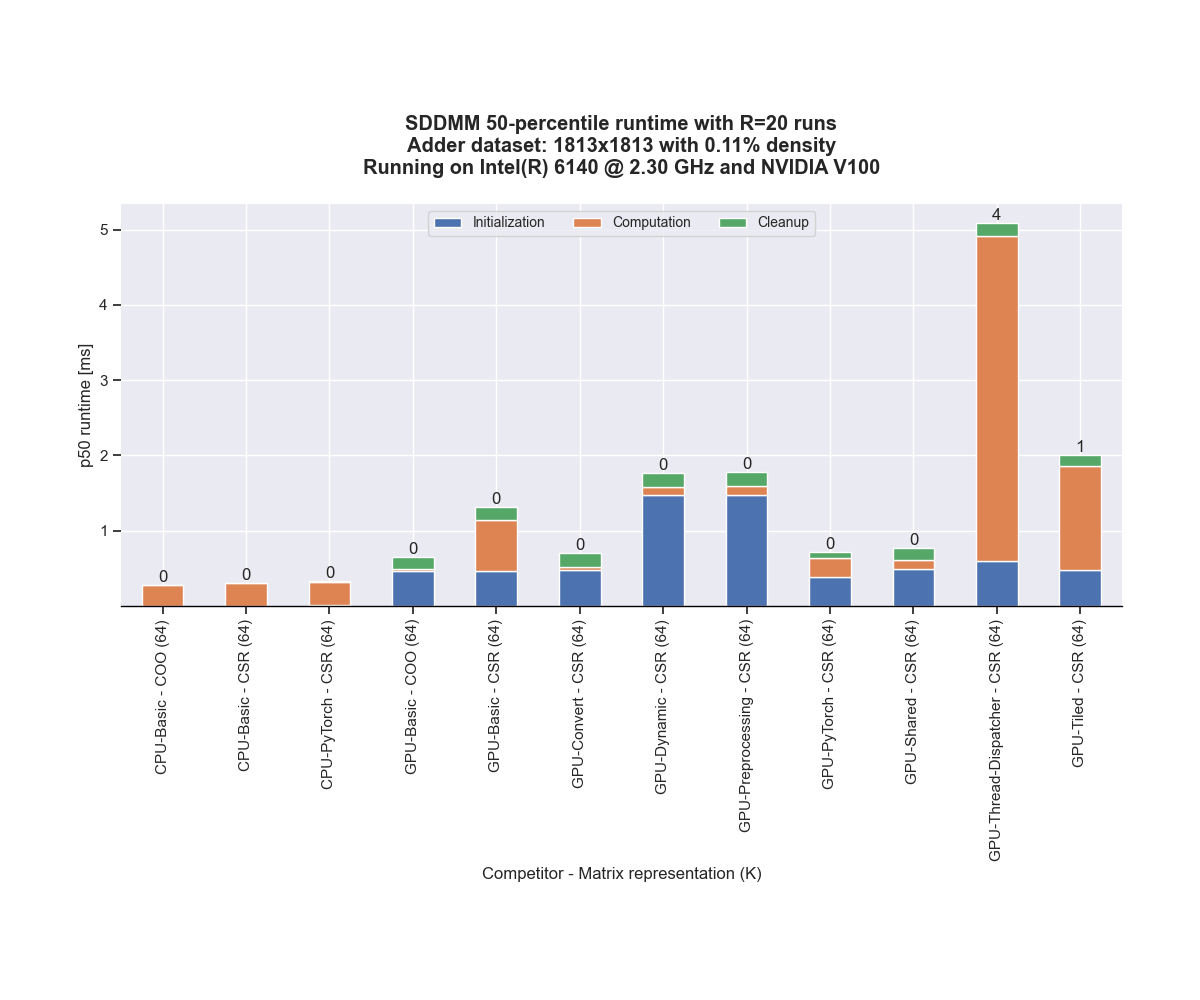 SDDMM 50-percentile runtime with R=20 runs
Adder dataset: 1813x1813 with 0.11% density
Running on Intel(R) 6140 @ 2.30 GHz and NVIDIA V100
Initialization
Computation
Cleanup
p50 runtime [ms]
5
4
3
2
1
0
0
0
0
0
0
0
0
0
0
4
1
CPU-Basic - COO (64)
CPU-Basic - CSR (64)
CPU-PyTorch - CSR (64)
GPU-Basic - COO (64)
GPU-Basic - CSR (64)
GPU-Convert - CSR (64)
GPU-Dynamic - CSR (64)
GPU-Preprocessing - CSR (64)
GPU-PyTorch - CSR (64)
GPU-Shared - CSR (64)
GPU-Thread-Dispatcher - CSR (64)
GPU-Tiled - CSR (64)
Competitor - Matrix representation (K)